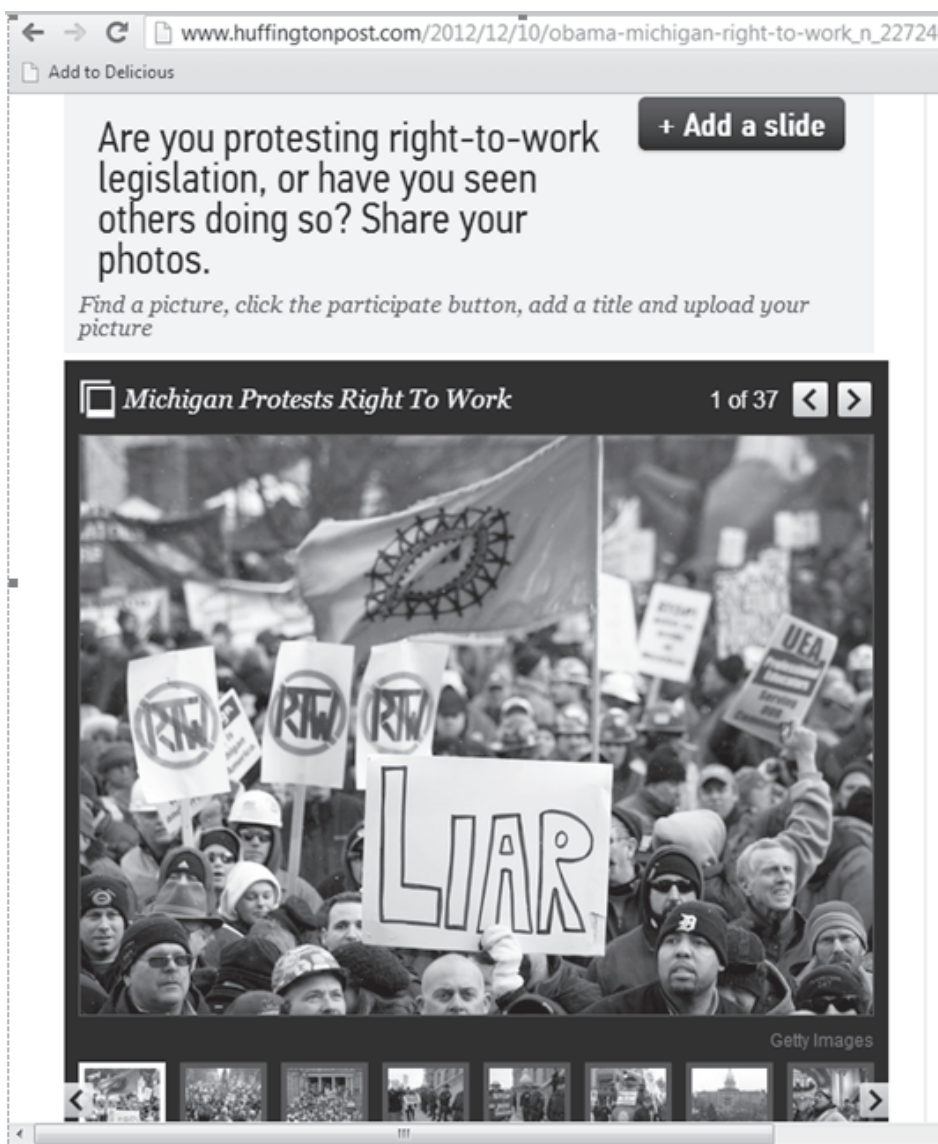 www.huffingtonpost.com/2012/12/10/obama-michigan-right-to-work_n_22724
Add to Delicious
+ Add a slide
Are you protesting right-to-work
legislation, or have you seen
others doing so? Share your
photos.
Find a picture, click the participate button, add a title and upload your
picture
Michigan Protests Right To Work
1 of 37
UEA
RTW
RTW
RTW
LIAR
D
Getty Images